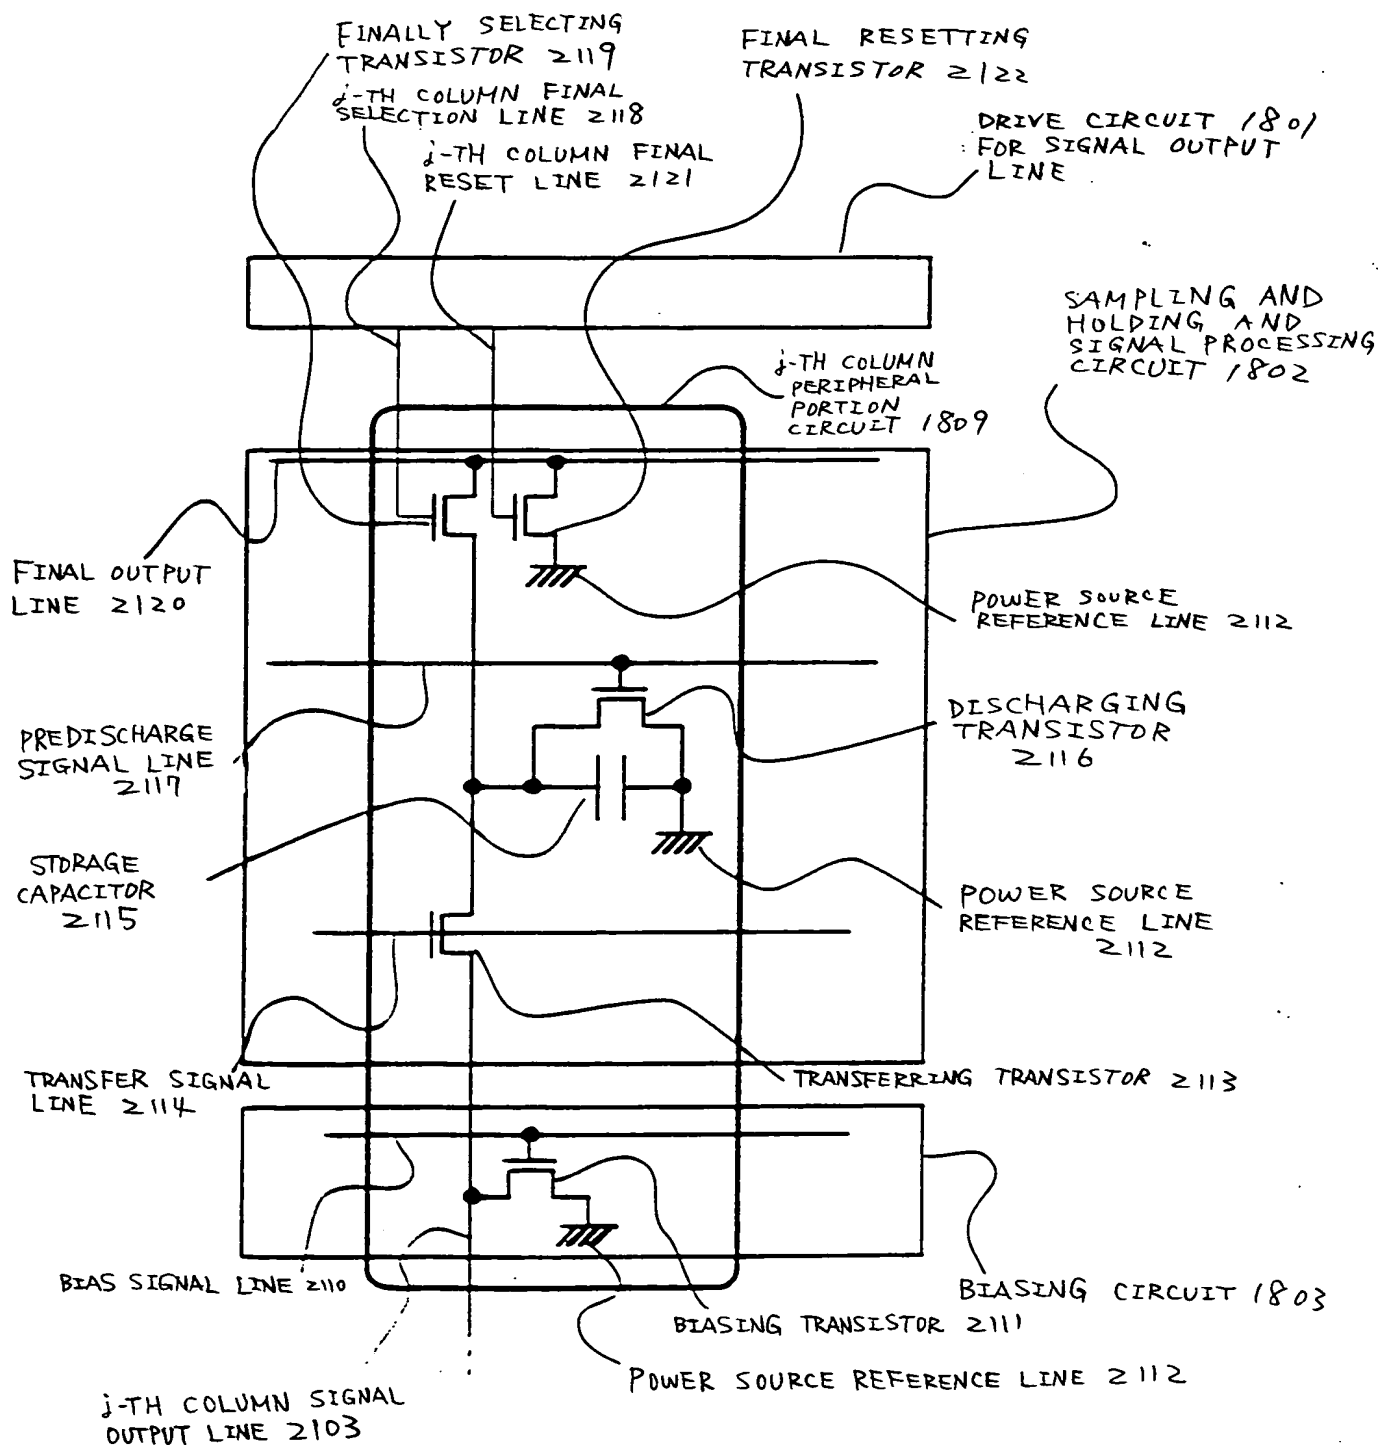 FINALLY SELECTING
TRANSISTOR 2119
j-TH COLUMN FINAL
SELECTION LINE 2118
j-TH COLUMN FINAL
RESET LINE 2121
FINAL RESETTING
TRANSISTOR 2122
DRIVE CIRCUIT 1801
FOR SIGNAL OUTPUT
LINE
SAMPLING AND
HOLDING AND
SIGNAL PROCESSING
CIRCUIT 1802
j-TH COLUMN
PERIPHERAL
PORTION
CIRCUIT 1809
FINAL OUTPUT
LINE 2120
POWER SOURCE
REFERENCE LINE 2112
PREDISCHARGE
SIGNAL LINE
2117
DISCHARGING
TRANSISTOR
2116
STORAGE
CAPACITOR
2115
POWER SOURCE
REFERENCE LINE
2112
TRANSFER SIGNAL
LINE 2114
TRANSFERRING TRANSISTOR 2113
BIAS SIGNAL LINE 2110
BIASING CIRCUIT 1803
BIASING TRANSISTOR 2111
POWER SOURCE REFERENCE LINE 2112
j-TH COLUMN SIGNAL
OUTPUT LINE 2103